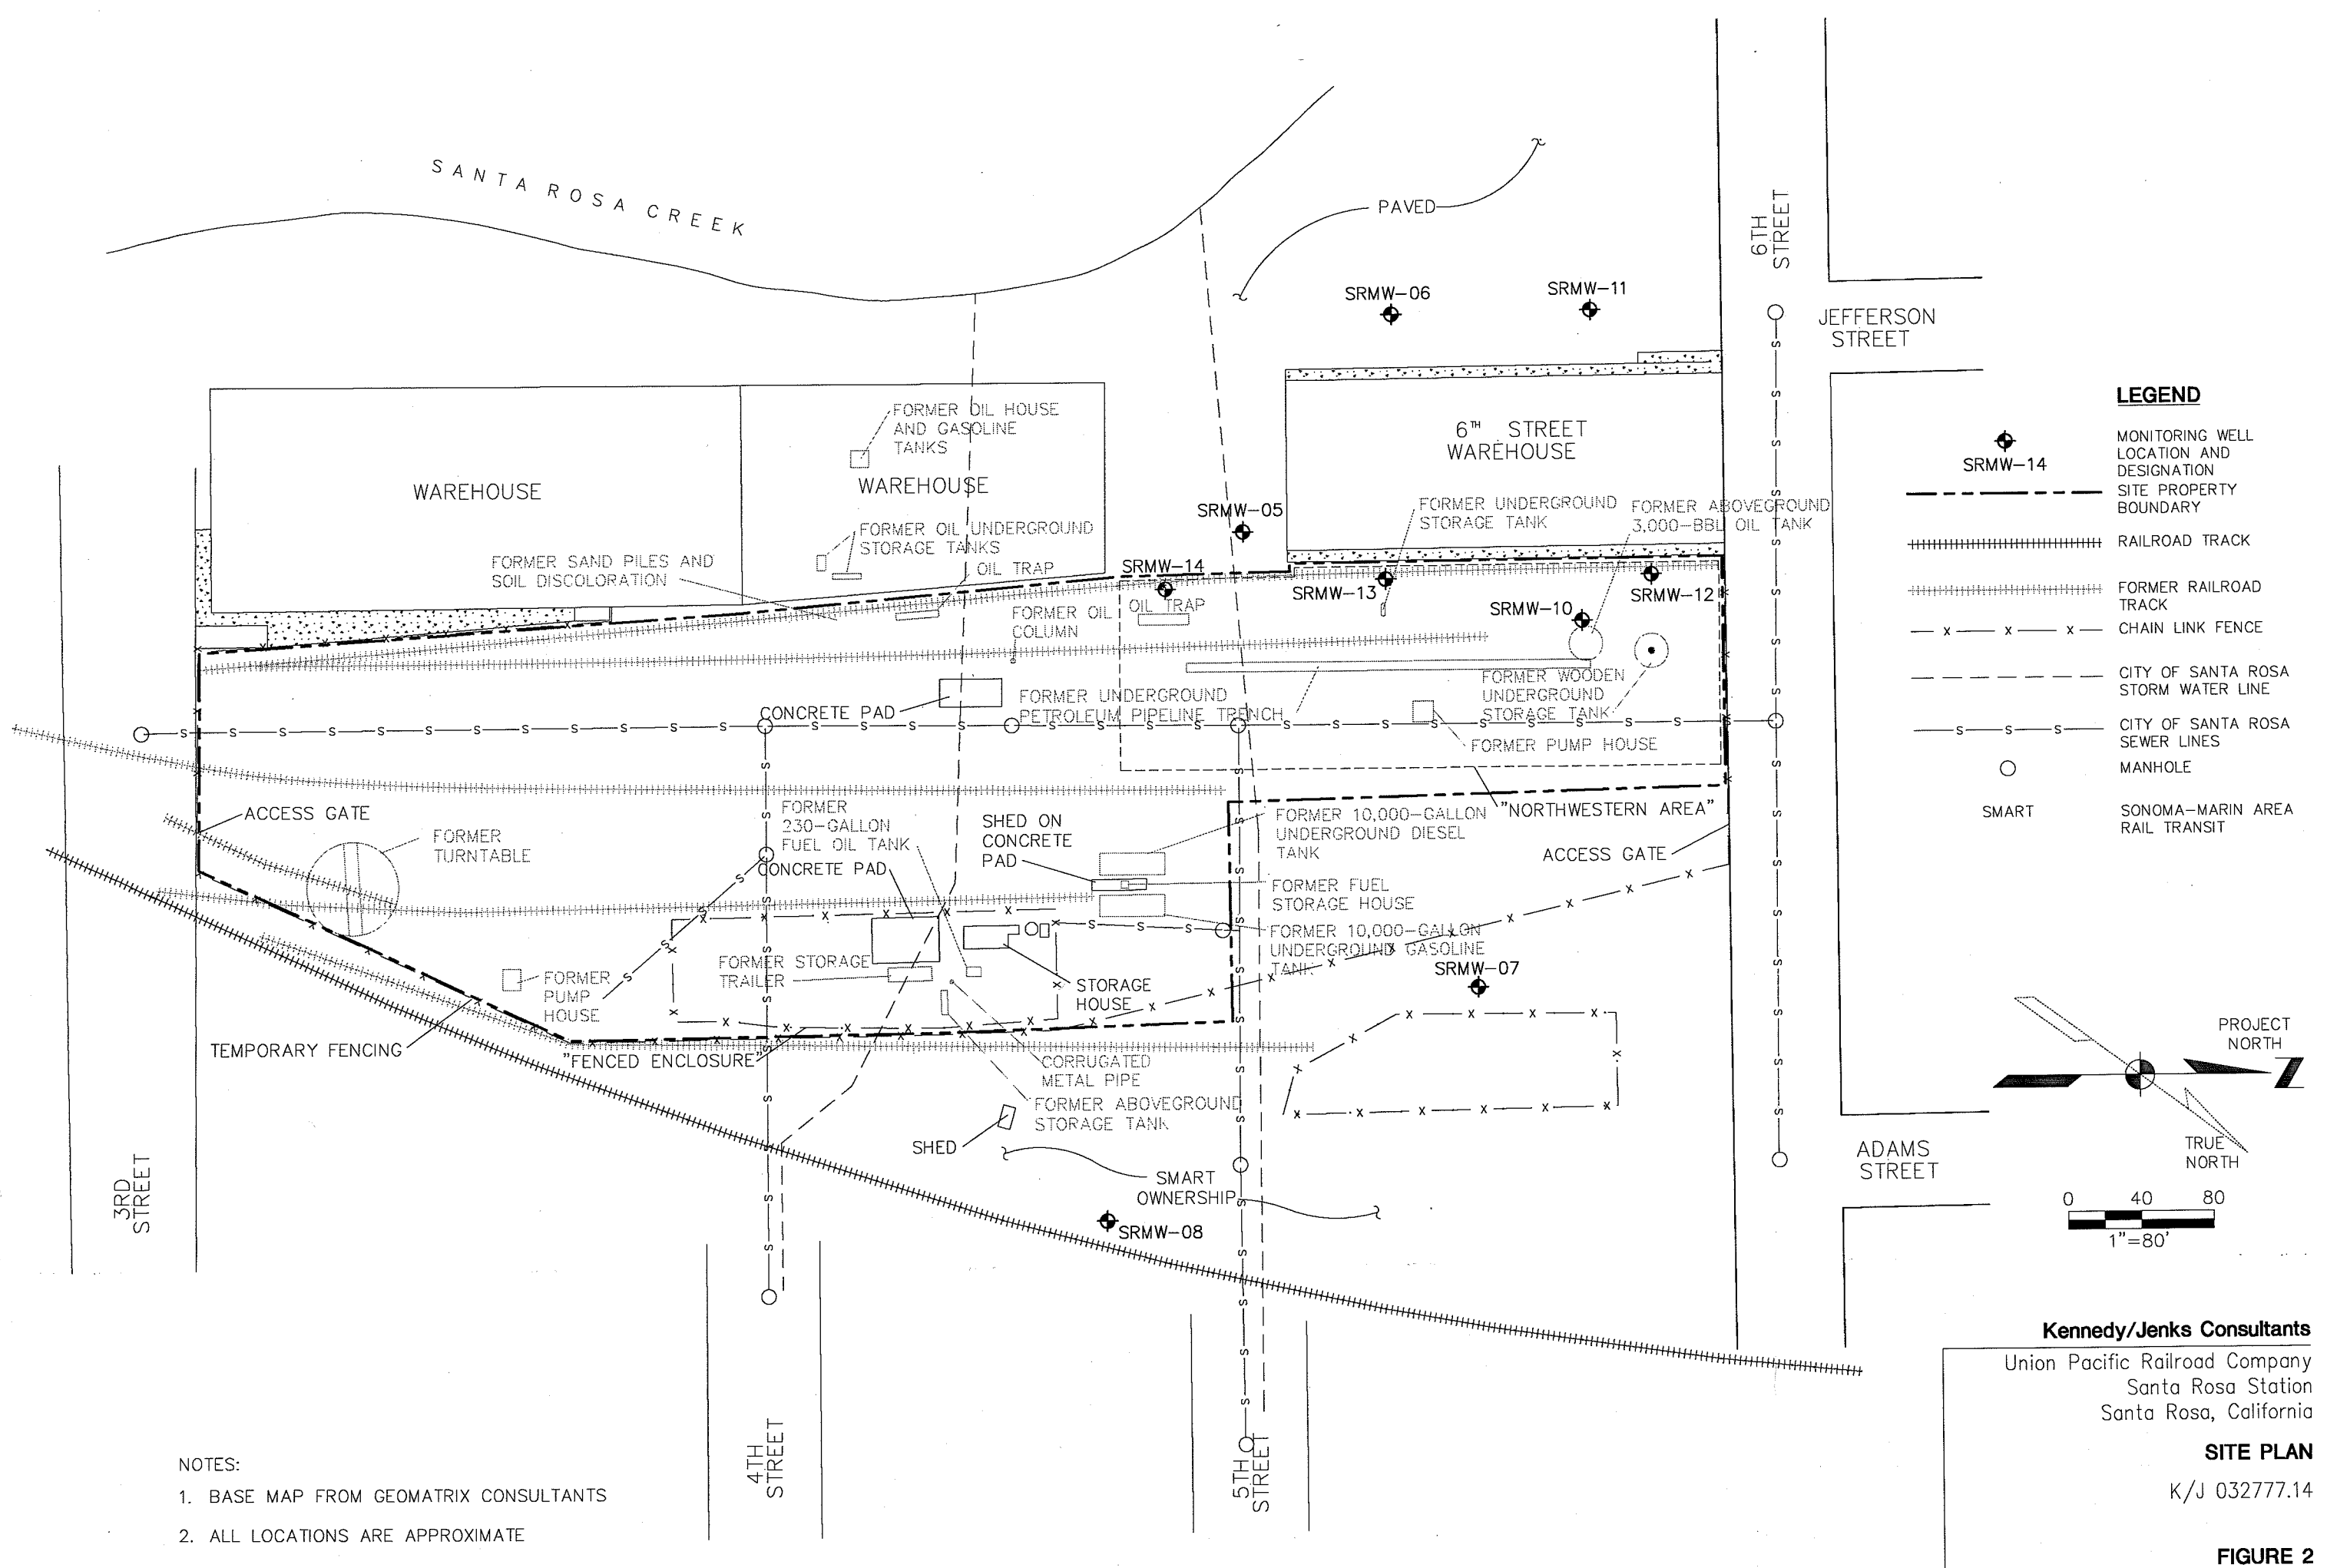 SANTA ROSA CREEK
PAVED
6TH
STREET
SRMW-06
SRMW-11
JEFFERSON
STREET
FORMER OIL HOUSE
AND GASOLINE
TANKS
6TH STREET
WAREHOUSE
WAREHOUSE
WAREHOUSE
FORMER UNDERGROUND
STORAGE TANK
FORMER ABOVEGROUND
3,000-BBL OIL TANK
SRMW-05
FORMER OIL UNDERGROUND
STORAGE TANKS
FORMER SAND PILES AND
SOIL DISCOLORATION
OIL TRAP
SRMW-14
OIL TRAP
SRMW-13
SRMW-10
SRMW-12
FORMER OIL
COLUMN
FORMER WOODEN
UNDERGROUND
STORAGE TANK
CONCRETE PAD
FORMER UNDERGROUND
PETROLEUM PIPELINE TRENCH
FORMER PUMP HOUSE
ACCESS GATE
FORMER
TURNTABLE
FORMER
230-GALLON
FUEL OIL TANK
SHED ON
CONCRETE
PAD
FORMER 10,000-GALLON
UNDERGROUND DIESEL
TANK
"NORTHWESTERN AREA"
ACCESS GATE
CONCRETE PAD
FORMER FUEL
STORAGE HOUSE
FORMER 10,000-GALLON
UNDERGROUND GASOLINE
TANK
SRMW-07
FORMER STORAGE
TRAILER
FORMER
PUMP
HOUSE
STORAGE
HOUSE
TEMPORARY FENCING
"FENCED ENCLOSURE"
CORRUGATED
METAL PIPE
FORMER ABOVEGROUND
STORAGE TANK
SHED
SMART
OWNERSHIP
SRMW-08
3RD
STREET
4TH
STREET
5TH
STREET
ADAMS
STREET
LEGEND
SRMW-14
MONITORING WELL
LOCATION AND
DESIGNATION
SITE PROPERTY
BOUNDARY
RAILROAD TRACK
FORMER RAILROAD
TRACK
CHAIN LINK FENCE
CITY OF SANTA ROSA
STORM WATER LINE
CITY OF SANTA ROSA
SEWER LINES
MANHOLE
SMART
SONOMA-MARIN AREA
RAIL TRANSIT
PROJECT
NORTH
Z
TRUE
NORTH
0 40 80
1"=80'
Kennedy/Jenks Consultants
Union Pacific Railroad Company
Santa Rosa Station
Santa Rosa, California
SITE PLAN
K/J 032777.14
FIGURE 2
NOTES:
1. BASE MAP FROM GEOMATRIX CONSULTANTS
2. ALL LOCATIONS ARE APPROXIMATE